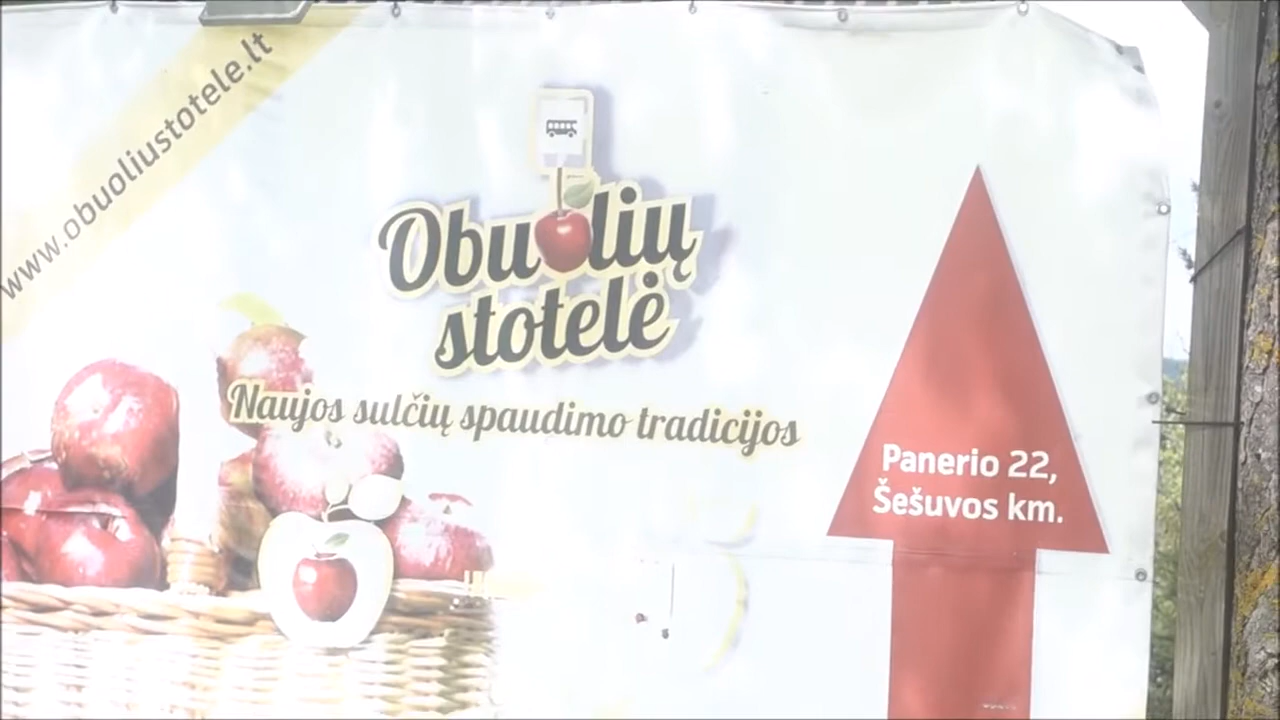 www.obuoliustotele.lt
Obuolių
stotelė
Naujos sulčių spaudimo tradicijos
Panerio 22,
Šešuvos km.